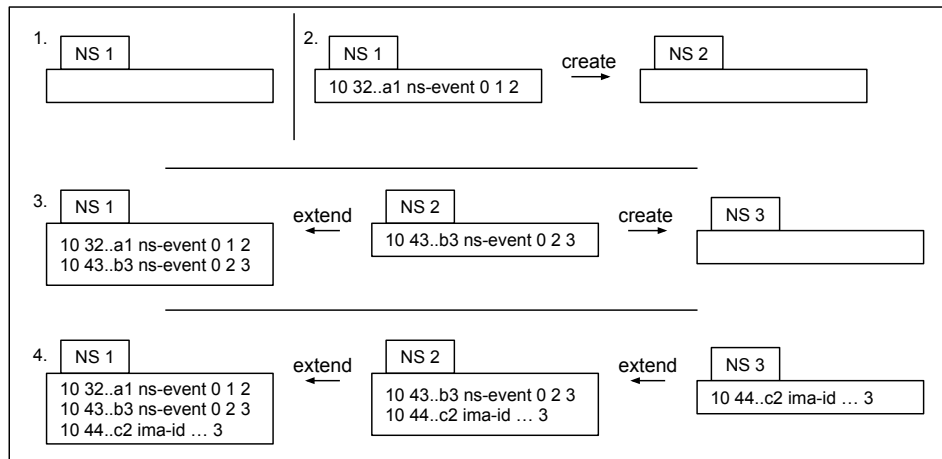 1.
NS 1
2.
NS 1
10 32..a1 ns-event 0 1 2
create
NS 2
3.
NS 1
10 32..a1 ns-event 0 1 2
10 43..b3 ns-event 0 2 3
extend
NS 2
10 43..b3 ns-event 0 2 3
create
NS 3
4.
NS 1
10 32..a1 ns-event 0 1 2
10 43..b3 ns-event 0 2 3
10 44..c2 ima-id … 3
extend
NS 2
10 43..b3 ns-event 0 2 3
10 44..c2 ima-id … 3
extend
NS 3
10 44..c2 ima-id … 3